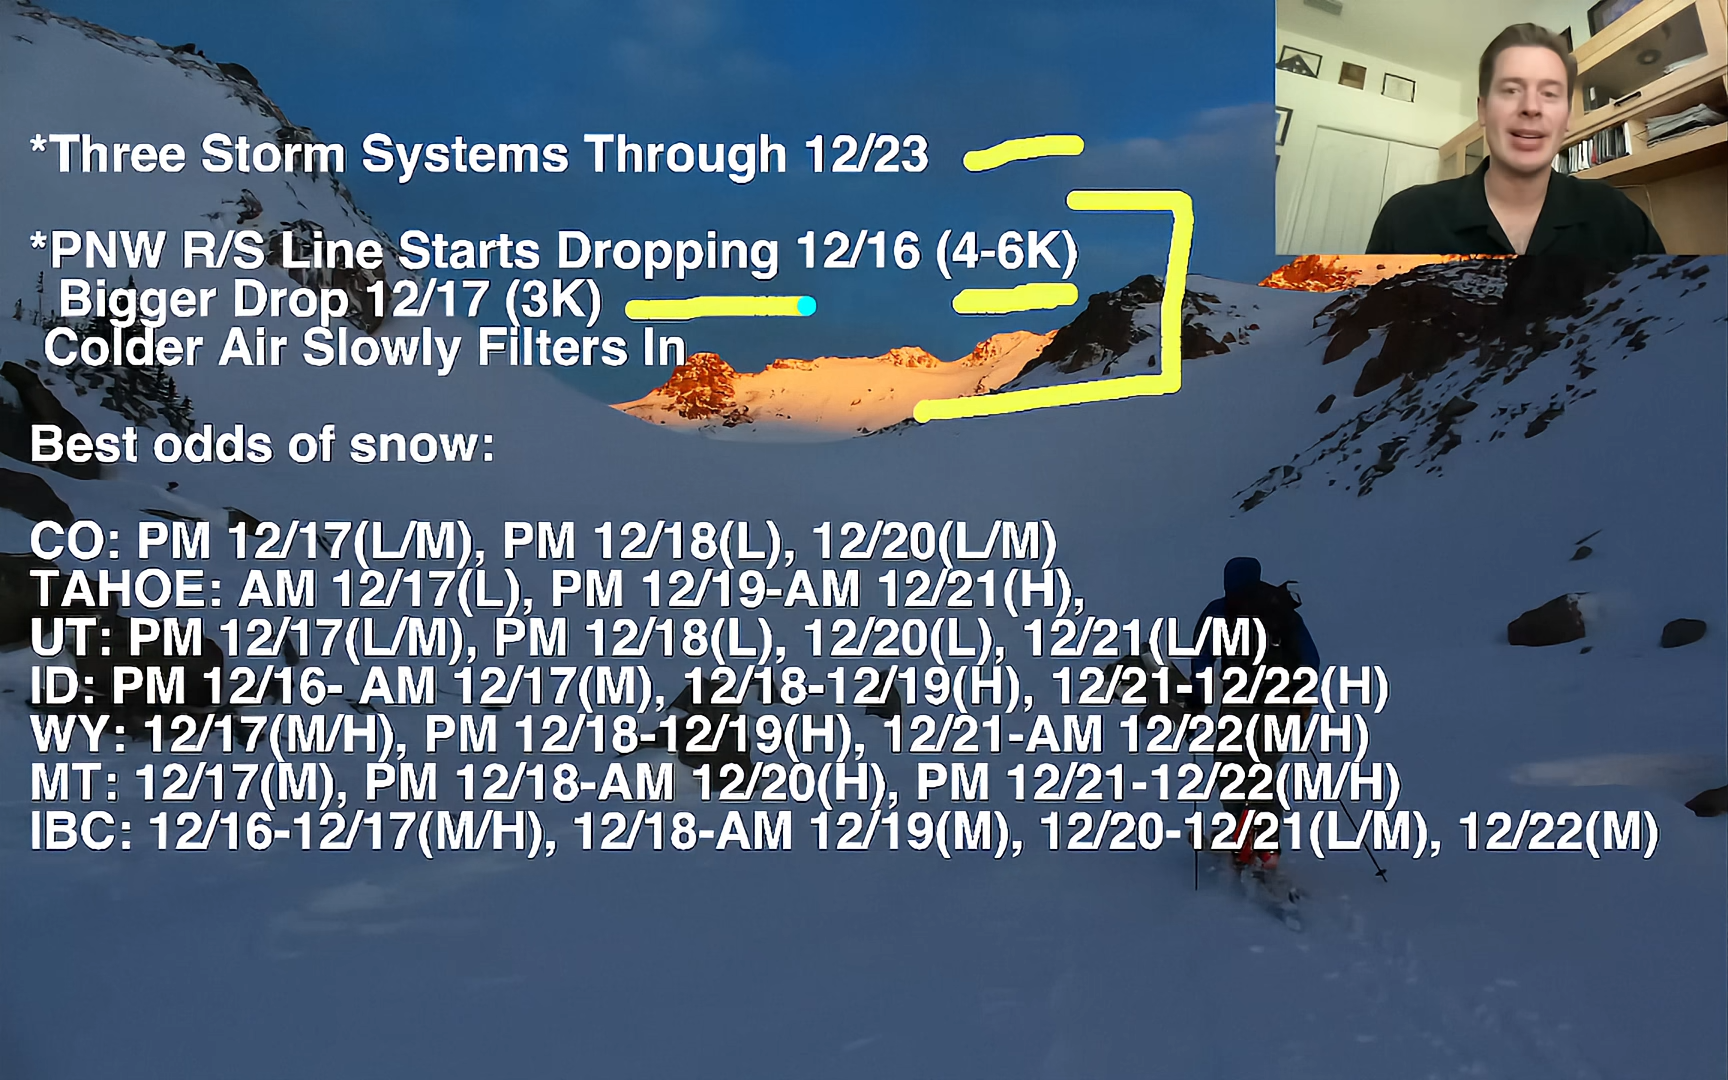 *Three Storm Systems Through 12/23
*PNW R/S Line Starts Dropping 12/16 (4-6K)
Bigger Drop 12/17 (3K)
Colder Air Slowly Filters In
Best odds of snow:
CO: PM 12/17(L/M), PM 12/18(L), 12/20(L/M)
TAHOE: AM 12/17(L), PM 12/19-AM 12/21(H),
UT: PM 12/17(L/M), PM 12/18(L), 12/20(L), 12/21(L/M)
ID: PM 12/16- AM 12/17(M), 12/18-12/19(H), 12/21-12/22(H)
WY: 12/17(M/H), PM 12/18-12/19(H), 12/21-AM 12/22(M/H)
MT: 12/17(M), PM 12/18-AM 12/20(H), PM 12/21-12/22(M/H)
IBC: 12/16-12/17(M/H), 12/18-AM 12/19(M), 12/20-12/21(L/M), 12/22(M)